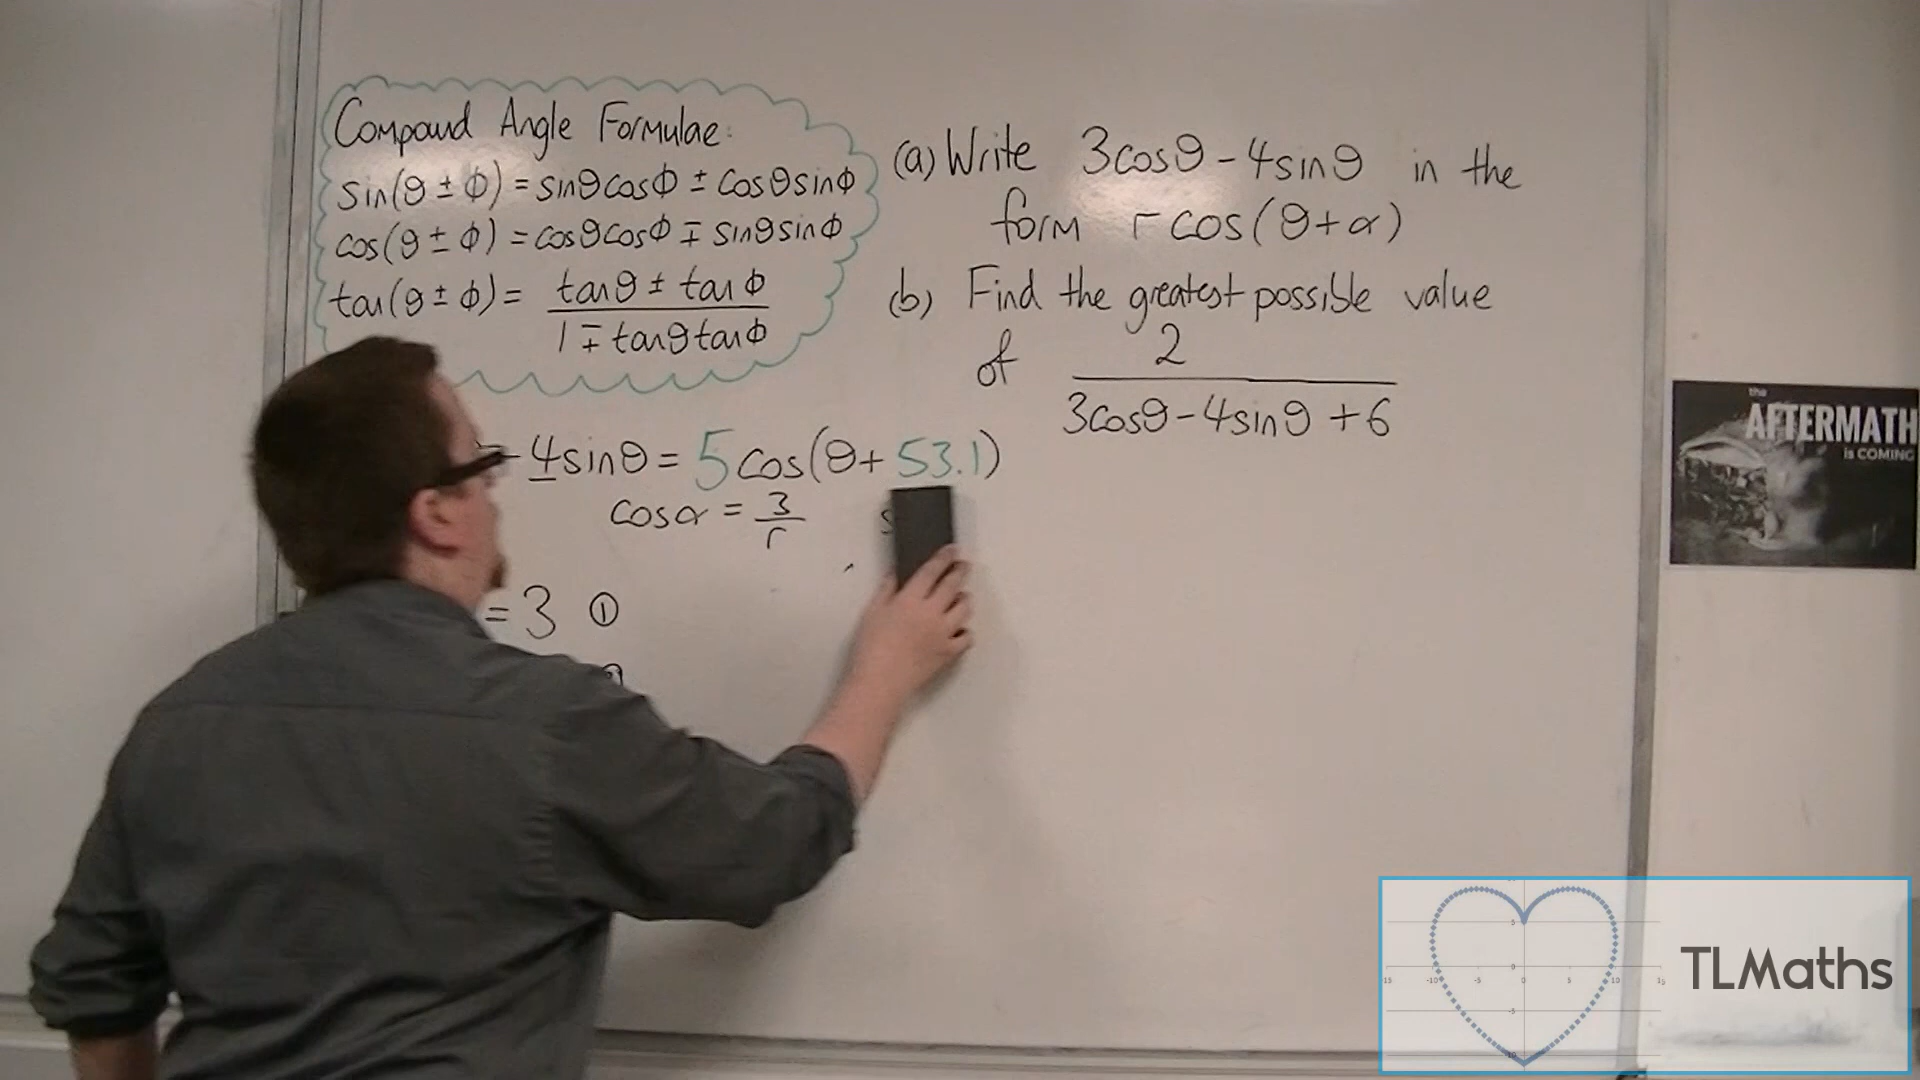 Compound Angle Formulae:
sin(θ ± ϕ) = sinθcosϕ ± cosθsinϕ
cos(θ ± ϕ) = cosθcosϕ ∓ sinθsinϕ
tan(θ ± ϕ) = tanθ ± tanϕ
1 ∓ tanθtanϕ
(a) Write 3cosθ - 4sinθ in the
form rcos(θ+α)
(b) Find the greatest possible value
of 2
3cosθ - 4sinθ + 6
- 4sinθ = 5cos(θ+53.1)
cosα = 3
r
= 3 ①
the
AFTERMATH
is COMING
TLMaths